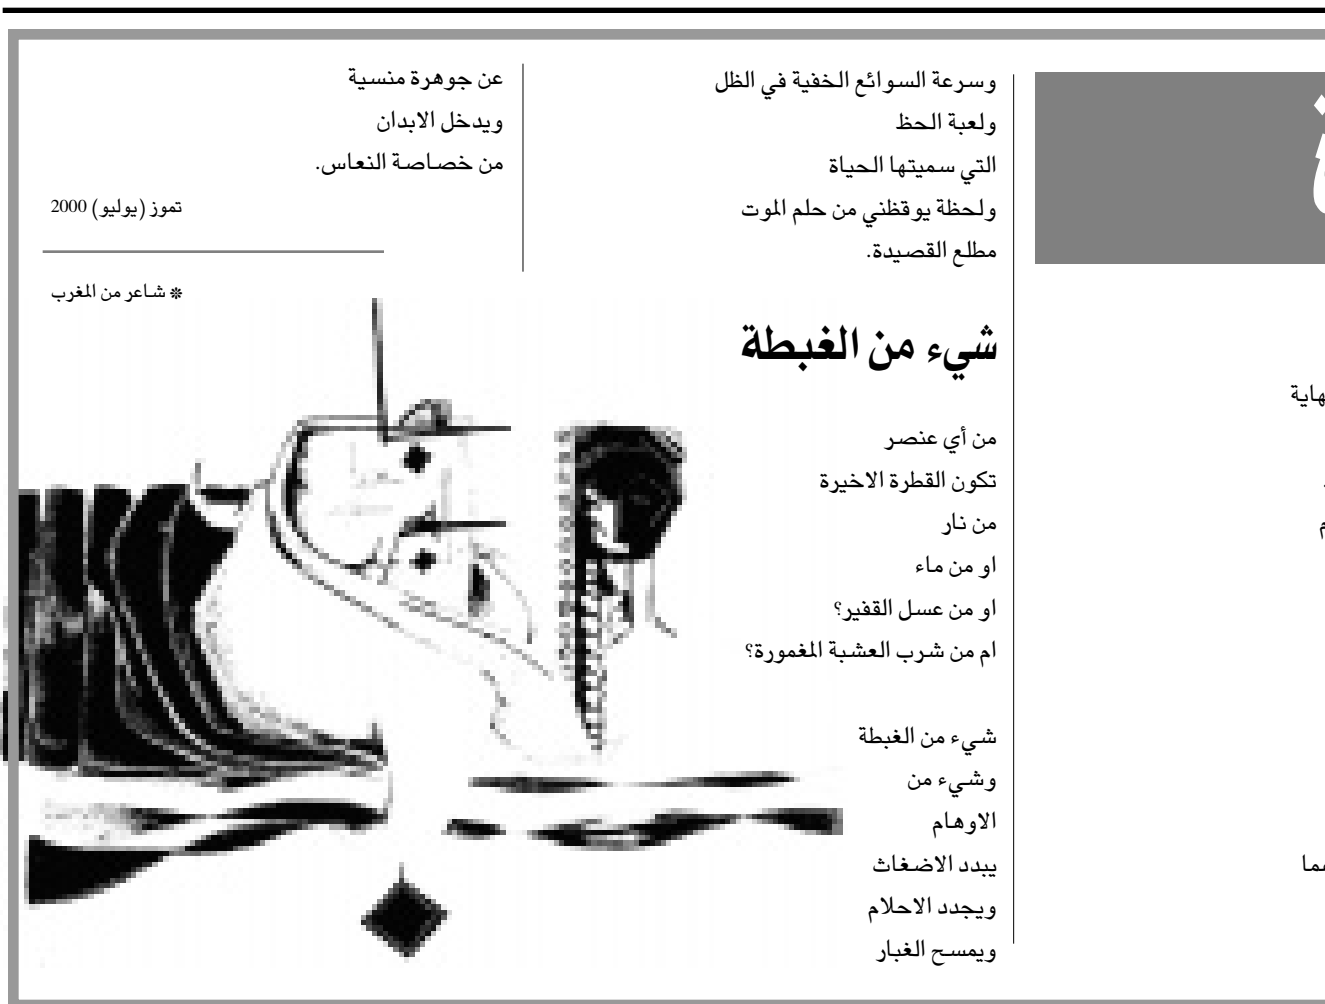 وسرعة السوائع الخفية في الظل
ولعبة الحظ
التي سميتها الحياة
ولحظة يوقظني من حلم الموت
مطلع القصيدة.
شيء من الغبطة
من أي عنصر
تكون القطرة الاخيرة
من نار
او من ماء
او من عسل القفير؟
ام من شرب العشبة المغمورة؟
شيء من الغبطة
وشيء من
الاوهام
يبدد الاضغاث
ويجدد الاحلام
ويمسح الغبار
عن جوهرة منسية
ويدخل الابدان
من خصاصة النعاس.
تموز (يوليو) 2000
* شاعر من المغرب